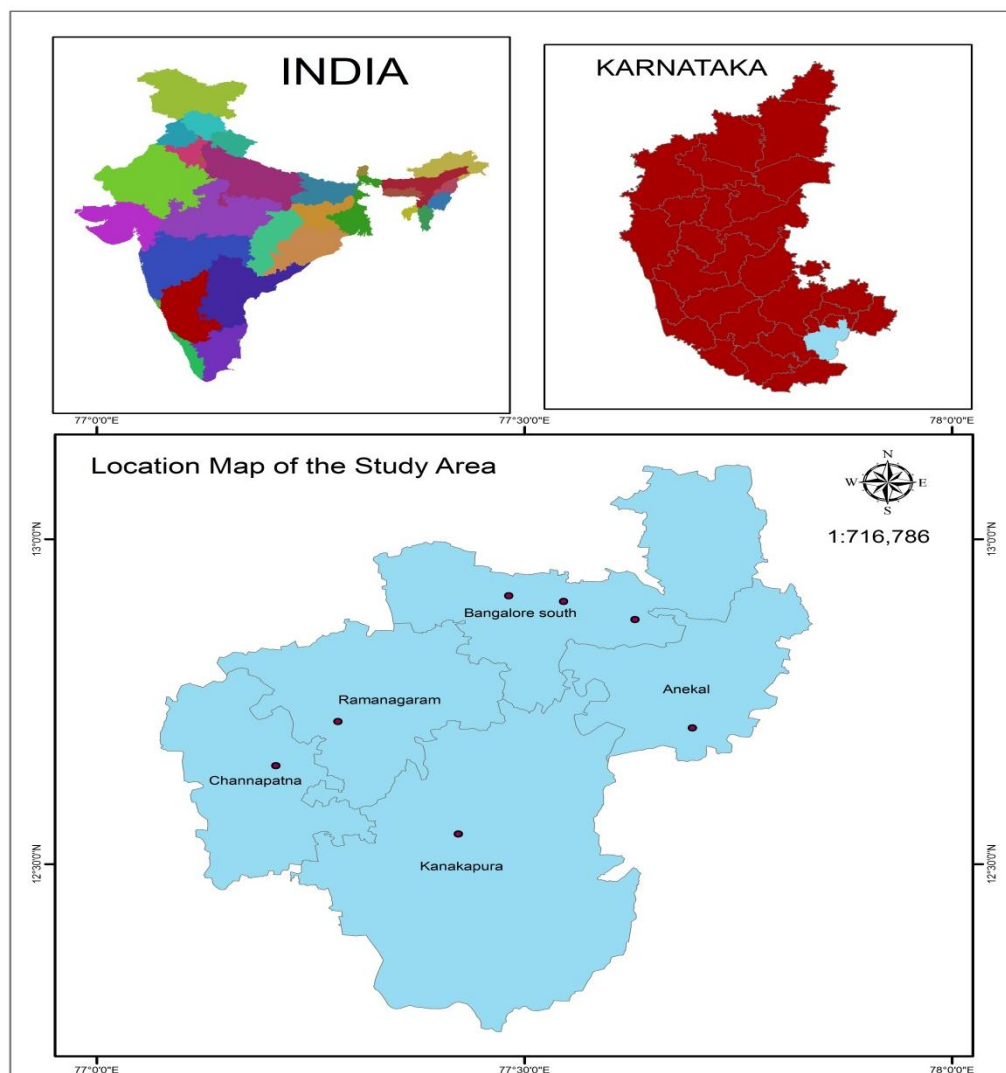 INDIA
KARNATAKA
77°0'0"E
77°30'0"E
78°0'0"E
Location Map of the Study Area
N
W
E
S
1:716,786
13°0'0"N
13°0'0"N
Bangalore south
Anekal
Ramanagaram
Channapatna
Kanakapura
12°30'0"N
12°30'0"N
77°0'0"E
77°30'0"E
78°0'0"E